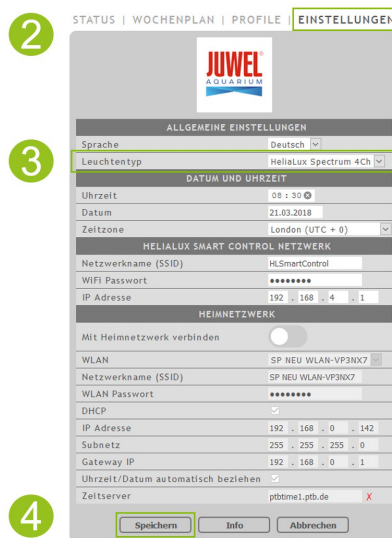 2
STATUS | WOCHENPLAN | PROFILE | EINSTELLUNGEN
JUWEL®
AQUARIUM
ALLGEMEINE EINSTELLUNGEN
Sprache Deutsch
3
Leuchtentyp HeliaLux Spectrum 4Ch
DATUM UND UHRZEIT
Uhrzeit 08 : 30
Datum 21.03.2018
Zeitzone London (UTC + 0)
HELIALUX SMART CONTROL NETZWERK
Netzwerkname (SSID) HLSmartControl
WiFi Passwort ●●●●●●●●
IP Adresse 192 . 168 . 4 . 1
HEIMNETZWERK
Mit Heimnetzwerk verbinden
WLAN SP NEU WLAN-VP3NX7
Netzwerkname (SSID) SP NEU WLAN-VP3NX7
WLAN Passwort ●●●●●●●●
DHCP
IP Adresse 192 . 168 . 0 . 142
Subnetz 255 . 255 . 255 . 0
Gateway IP 192 . 168 . 0 . 1
Uhrzeit/Datum automatisch beziehen
Zeitserver ptbtime1.ptb.de X
4
Speichern Info Abbrechen